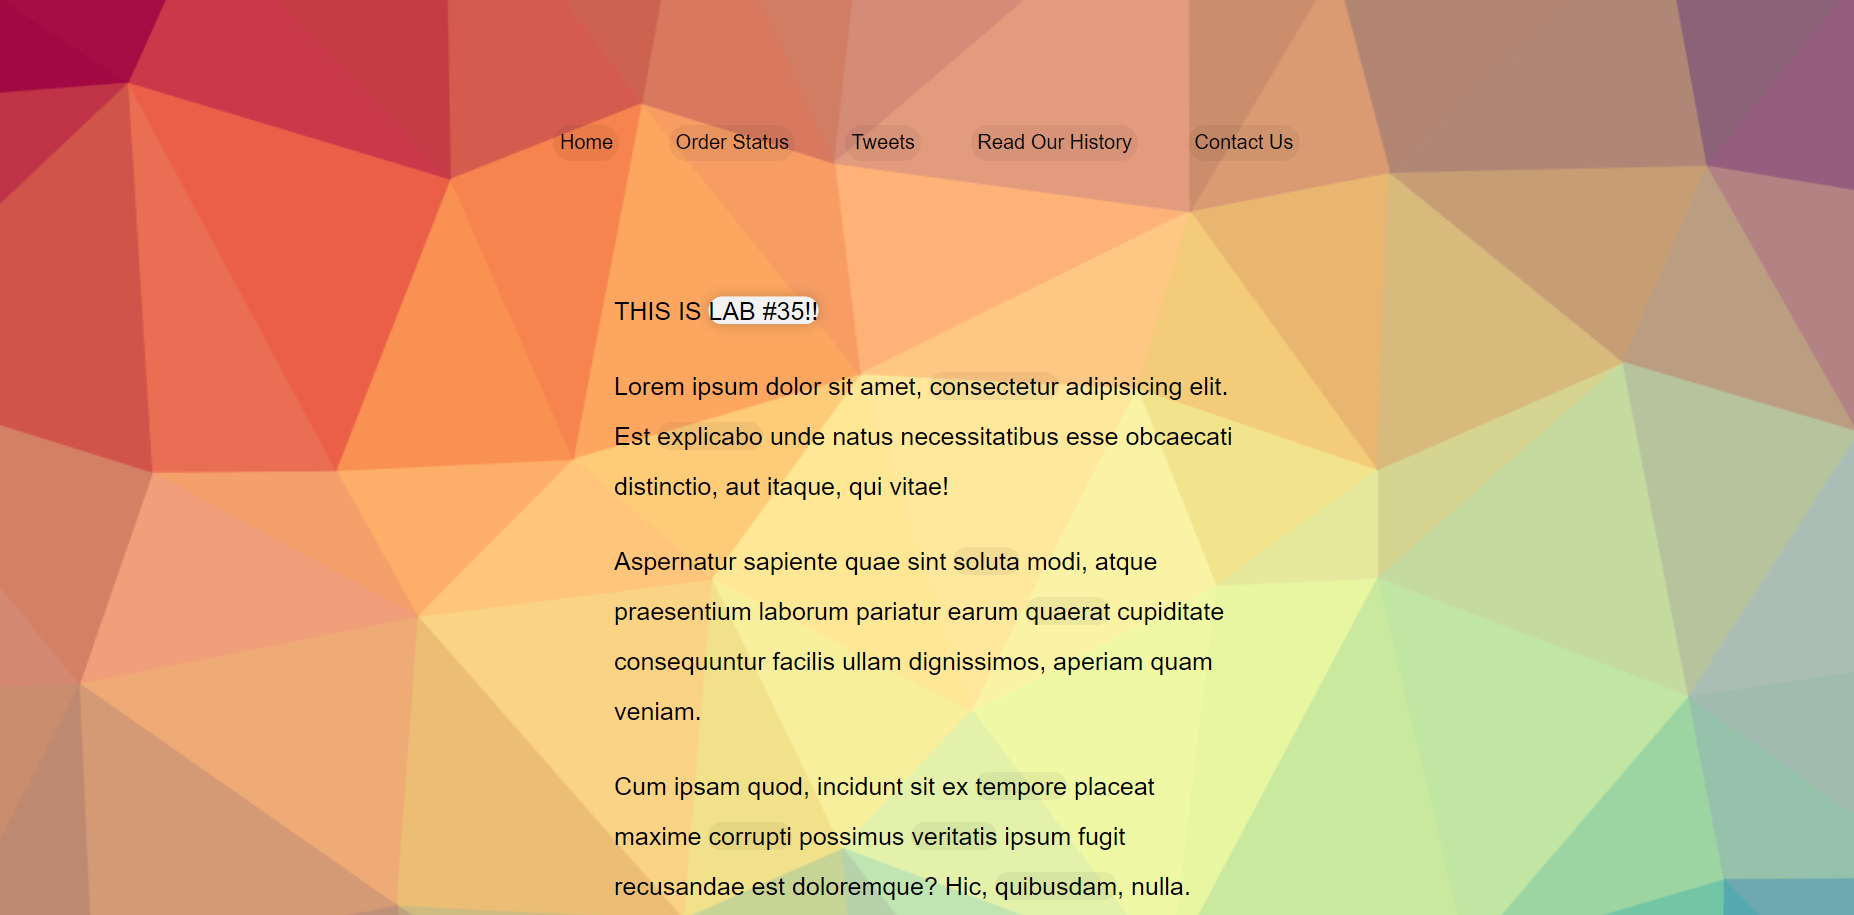 Home Order Status Tweets Read Our History Contact Us
THIS IS LAB #35!!
Lorem ipsum dolor sit amet, consectetur adipisicing elit.
Est explicabo unde natus necessitatibus esse obcaecati
distinctio, aut itaque, qui vitae!
Aspernatur sapiente quae sint soluta modi, atque
praesentium laborum pariatur earum quaerat cupiditate
consequuntur facilis ullam dignissimos, aperiam quam
veniam.
Cum ipsam quod, incidunt sit ex tempore placeat
maxime corrupti possimus veritatis ipsum fugit
recusandae est doloremque? Hic, quibusdam, nulla.